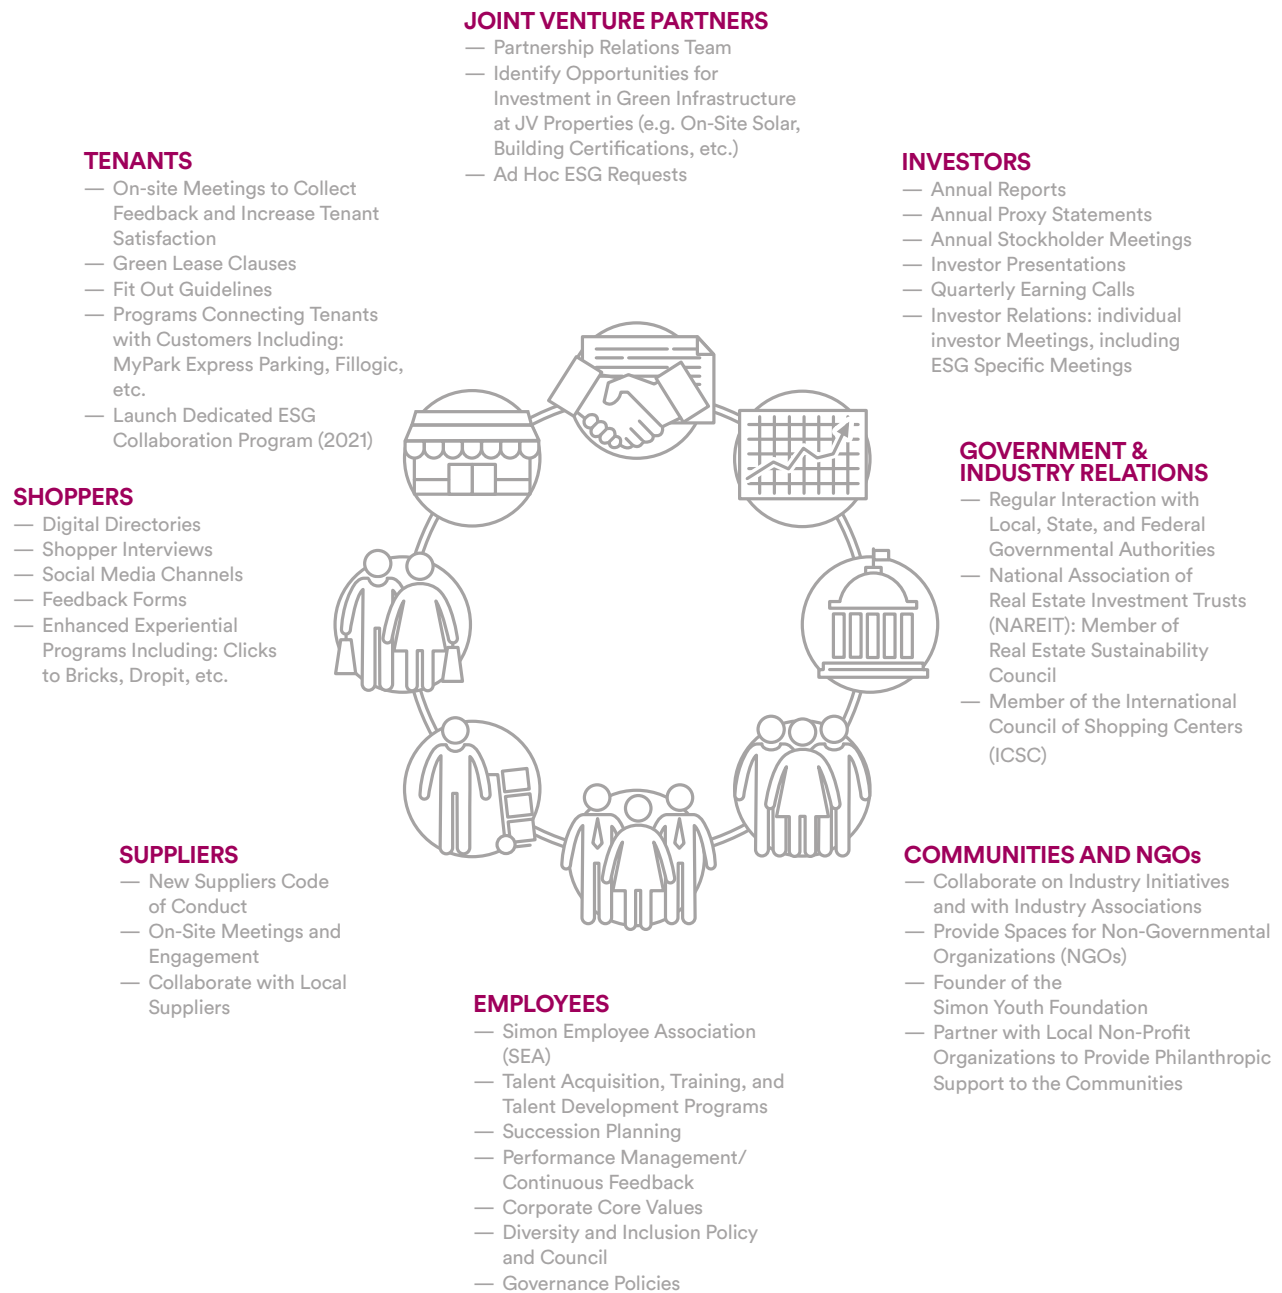 JOINT VENTURE PARTNERS
— Partnership Relations Team
— Identify Opportunities for
Investment in Green Infrastructure
at JV Properties (e.g. On-Site Solar,
Building Certifications, etc.)
— Ad Hoc ESG Requests
TENANTS
— On-site Meetings to Collect
Feedback and Increase Tenant
Satisfaction
— Green Lease Clauses
— Fit Out Guidelines
— Programs Connecting Tenants
with Customers Including:
MyPark Express Parking, Fillogic,
etc.
— Launch Dedicated ESG
Collaboration Program (2021)
INVESTORS
— Annual Reports
— Annual Proxy Statements
— Annual Stockholder Meetings
— Investor Presentations
— Quarterly Earning Calls
— Investor Relations: individual
investor Meetings, including
ESG Specific Meetings
GOVERNMENT &
INDUSTRY RELATIONS
— Regular Interaction with
Local, State, and Federal
Governmental Authorities
— National Association of
Real Estate Investment Trusts
(NAREIT): Member of
Real Estate Sustainability
Council
— Member of the International
Council of Shopping Centers
(ICSC)
SHOPPERS
— Digital Directories
— Shopper Interviews
— Social Media Channels
— Feedback Forms
— Enhanced Experiential
Programs Including: Clicks
to Bricks, Dropit, etc.
SUPPLIERS
— New Suppliers Code
of Conduct
— On-Site Meetings and
Engagement
— Collaborate with Local
Suppliers
COMMUNITIES AND NGOs
— Collaborate on Industry Initiatives
and with Industry Associations
— Provide Spaces for Non-Governmental
Organizations (NGOs)
— Founder of the
Simon Youth Foundation
— Partner with Local Non-Profit
Organizations to Provide Philanthropic
Support to the Communities
EMPLOYEES
— Simon Employee Association
(SEA)
— Talent Acquisition, Training, and
Talent Development Programs
— Succession Planning
— Performance Management/
Continuous Feedback
— Corporate Core Values
— Diversity and Inclusion Policy
and Council
— Governance Policies